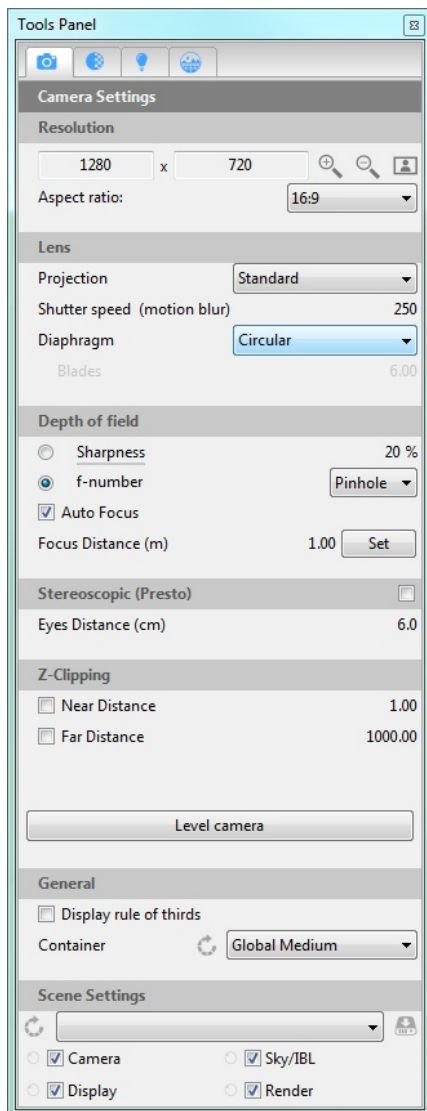 Tools Panel
Camera Settings
Resolution
1280 x 720
Aspect ratio: 16:9
Lens
Projection Standard
Shutter speed (motion blur) 250
Diaphragm Circular
Blades 6.00
Depth of field
Sharpness 20 %
f-number Pinhole
Auto Focus
Focus Distance (m) 1.00 Set
Stereoscopic (Presto)
Eyes Distance (cm) 6.0
Z-Clipping
Near Distance 1.00
Far Distance 1000.00
Level camera
General
Display rule of thirds
Container Global Medium
Scene Settings
Camera Sky/IBL
Display Render